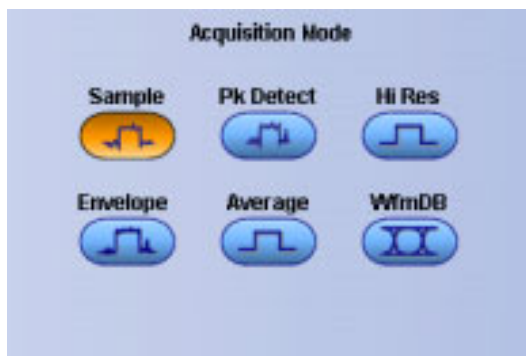 Acquisition Mode
Sample Pk Detect Hi Res
Envelope Average WfmDB